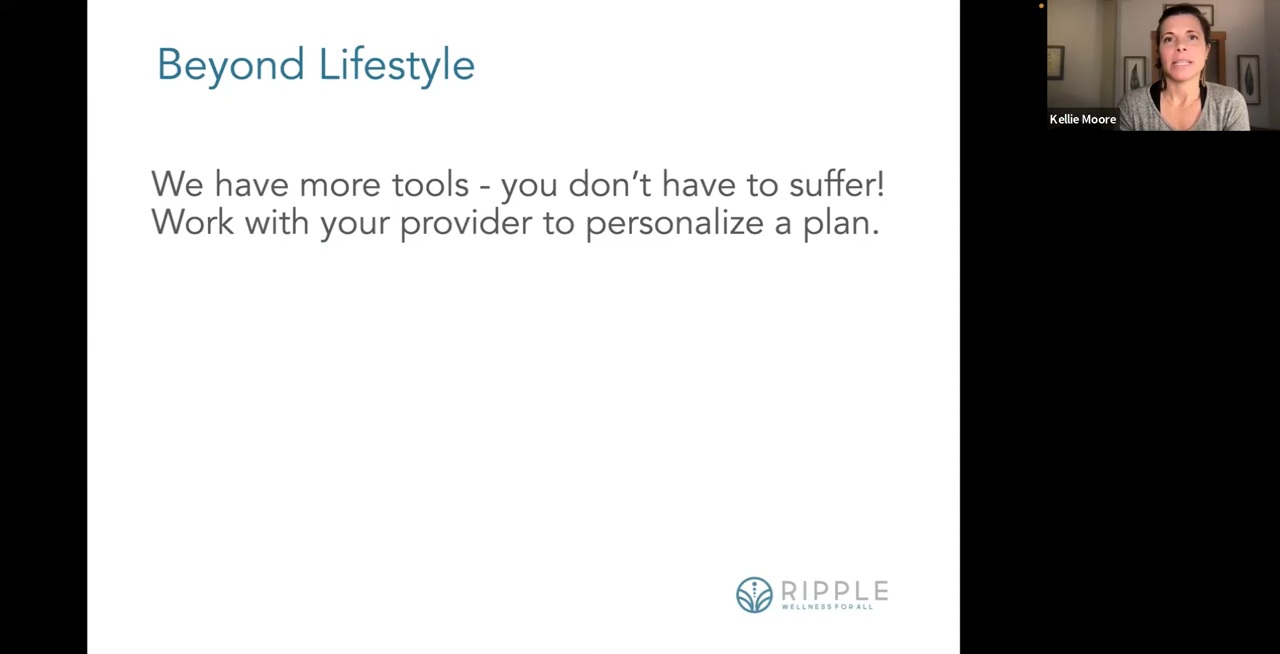 Beyond Lifestyle
We have more tools - you don't have to suffer!
Work with your provider to personalize a plan.
Kellie Moore
RIPPLE
WELLNESS FOR ALL